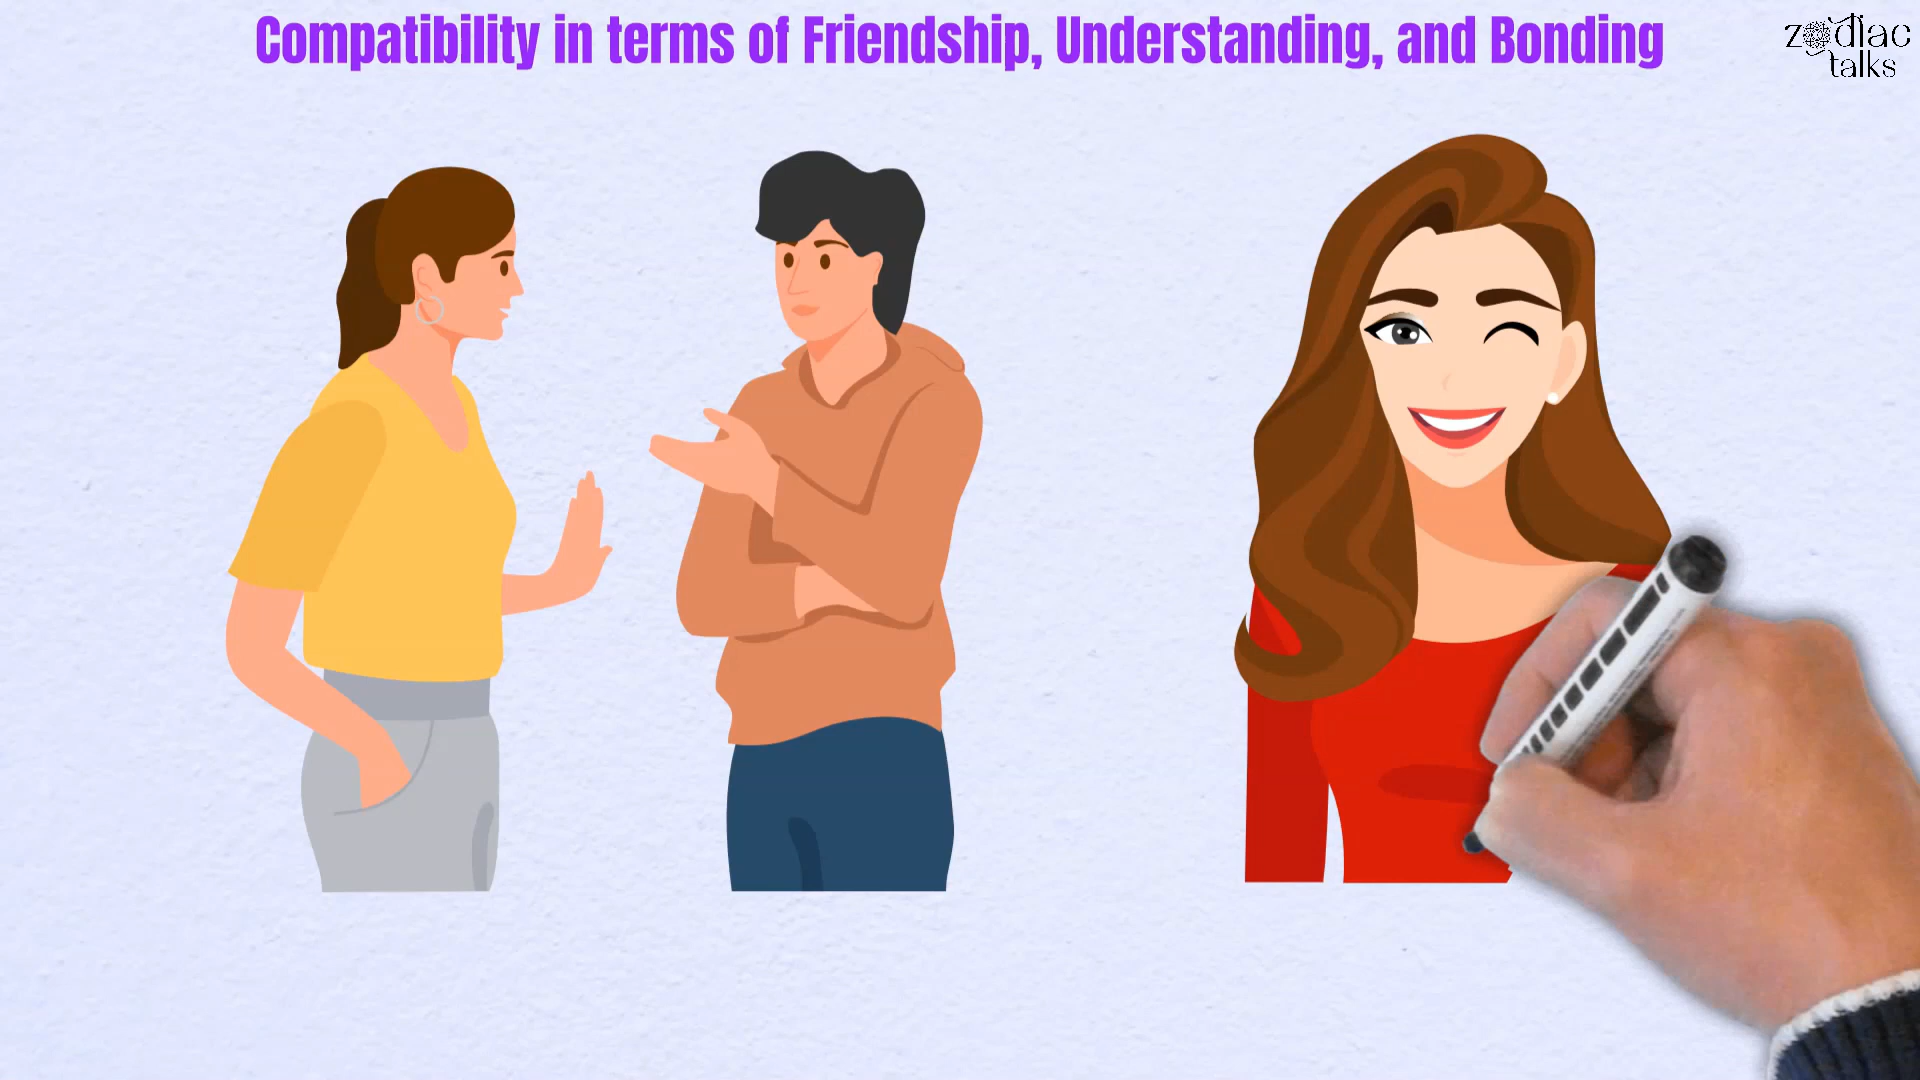 Compatibility in terms of Friendship, Understanding, and Bonding
zodiac
talks